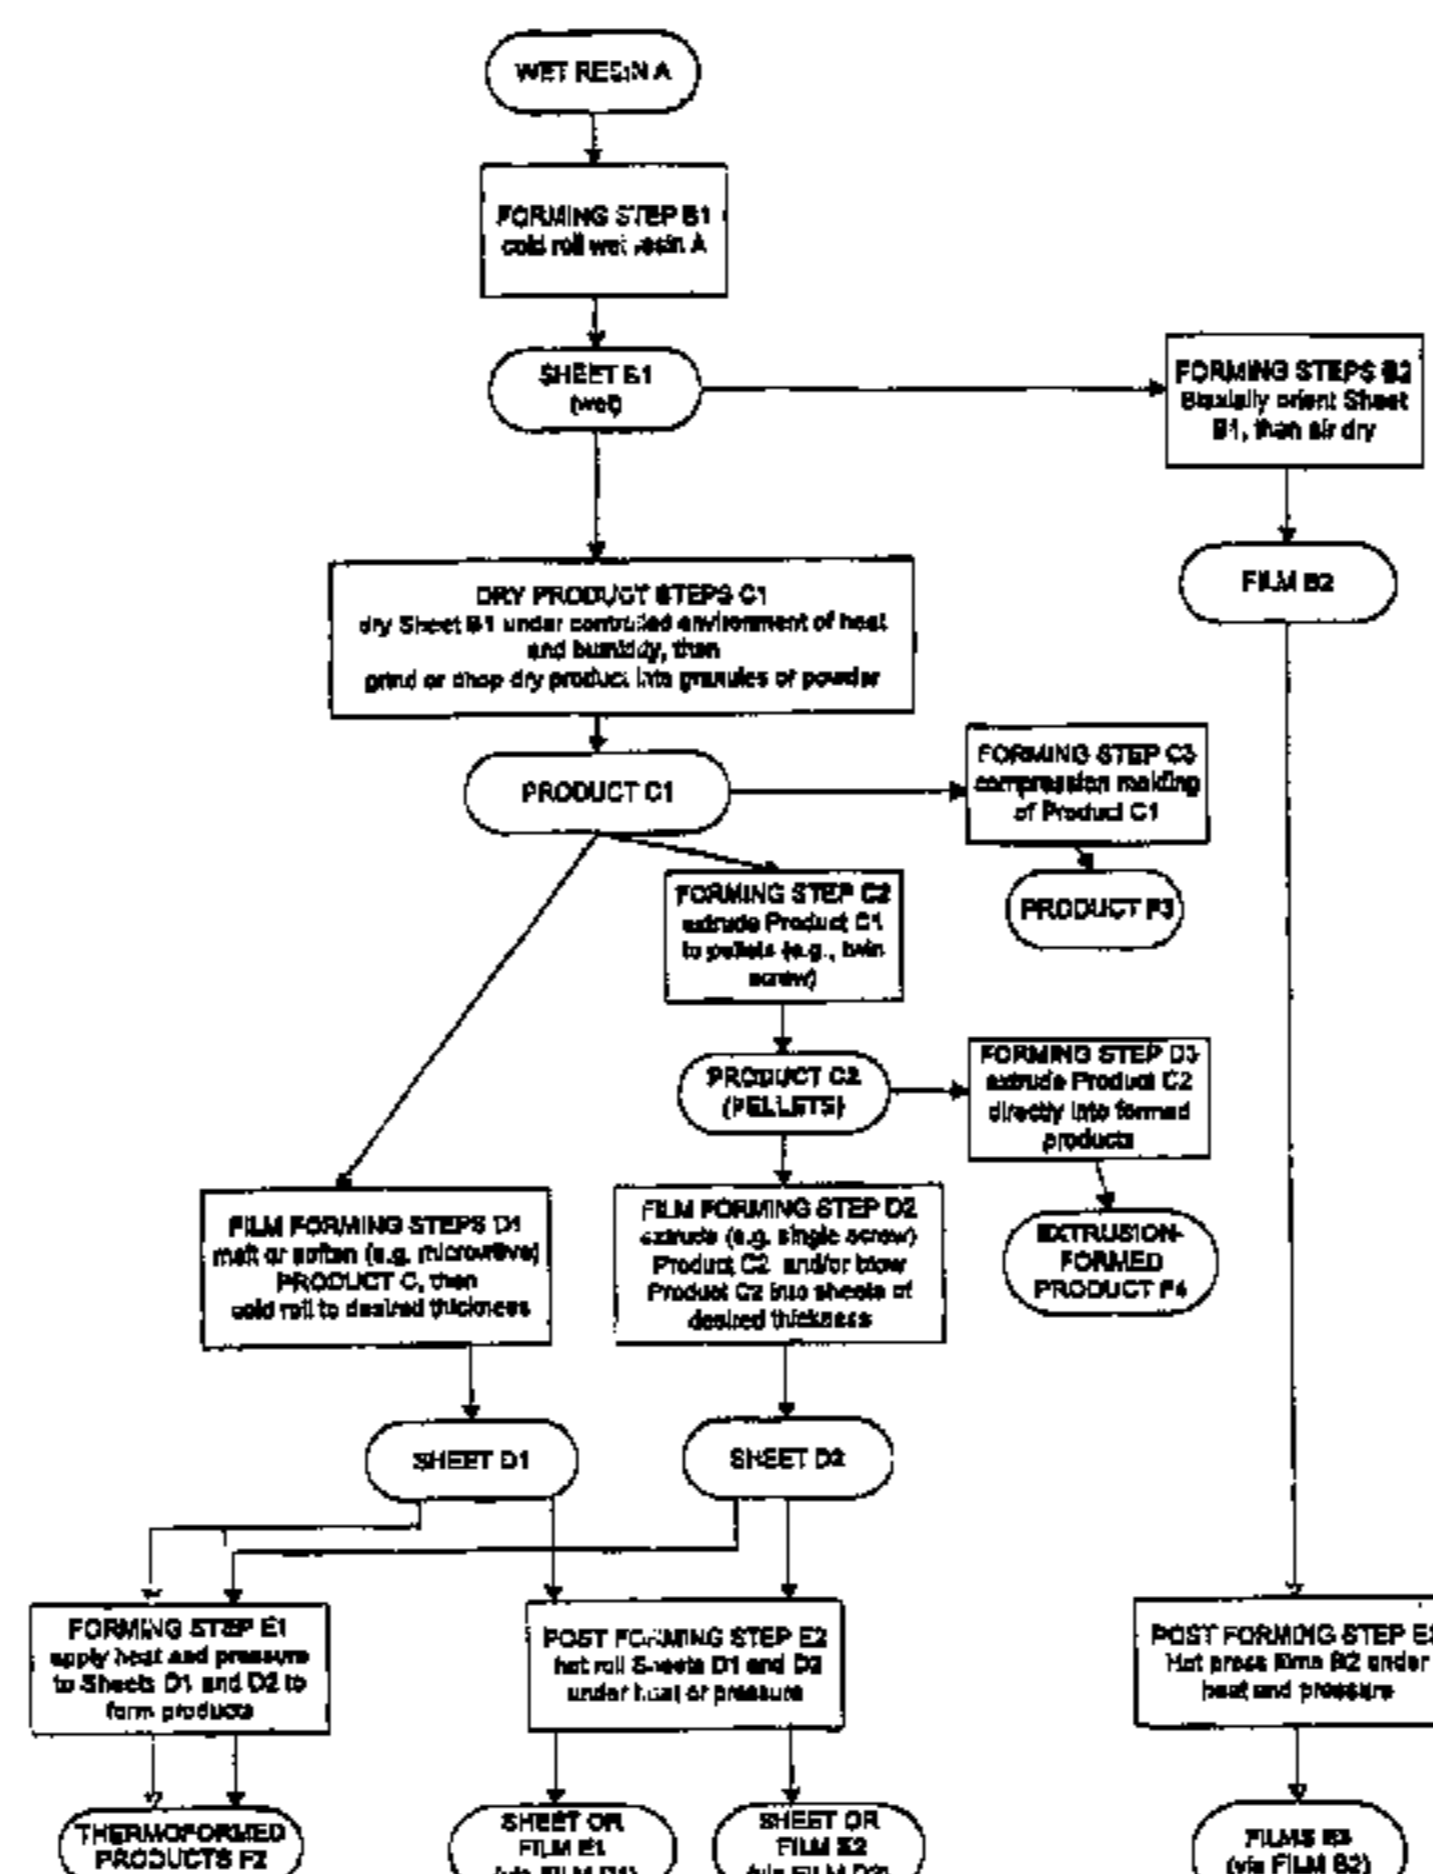 WET RESIN A
FORMING STEP B1
cold roll wet resin A
SHEET B1
(wet)
FORMING STEPS B2
Biaxially orient Sheet
B1, then air dry
FILM B2
DRY PRODUCT STEPS C1
dry Sheet B1 under controlled environment of heat
and humidity, then
grind or chop dry product into granules of powder
PRODUCT C1
FORMING STEP C3
compression molding
of Product C1
PRODUCT F3
FORMING STEP C2
extrude Product C1
to pellets (e.g., twin
screw)
PRODUCT C2
(PELLETS)
FORMING STEP D3
extrude Product C2
directly into formed
products
EXTRUSION-
FORMED
PRODUCT F4
FILM FORMING STEPS D1
melt or soften (e.g. microwave)
PRODUCT C, then
cold roll to desired thickness
FILM FORMING STEP D2
extrude (e.g. single screw)
Product C2 and/or blow
Product C2 into sheets of
desired thickness
SHEET D1
SHEET D2
FORMING STEP E1
apply heat and pressure
to Sheets D1 and D2 to
form products
POST FORMING STEP E2
hot roll Sheets D1 and D2
under heat or pressure
POST FORMING STEP
Hot press films B2 under
heat and pressure
THERMOFORMED
PRODUCTS F2
SHEET OR
FILM E1
(via FILM D1)
SHEET OR
FILM E2
(via FILM D2)
FILMS E3
(via FILM B2)